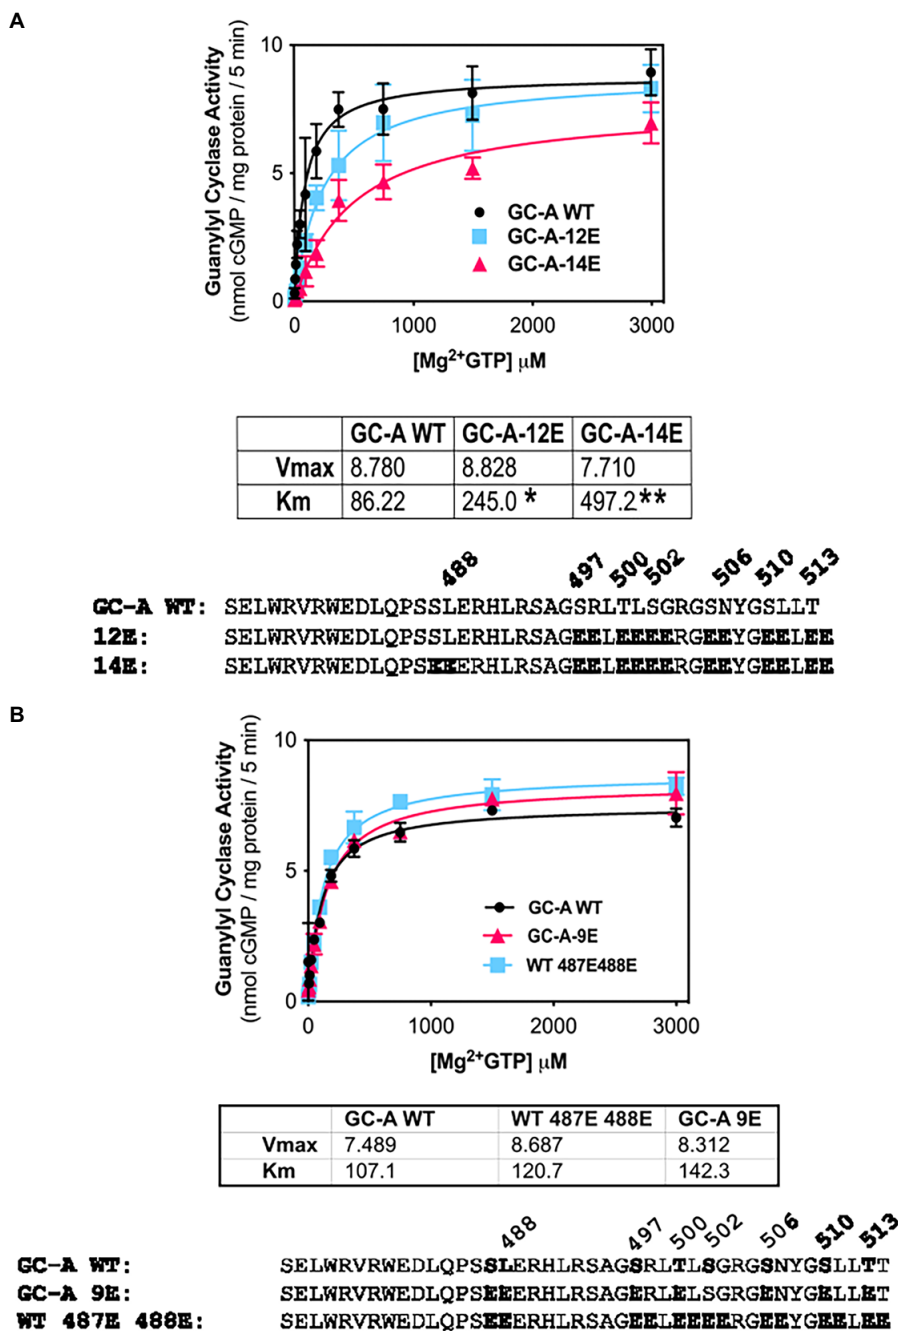 A
Guanylyl Cyclase Activity
(nmol cGMP / mg protein / 5 min)
10
5
0
GC-A WT
GC-A-12E
GC-A-14E
0 1000 2000 3000
[Mg2+GTP] μM
GC-A WT GC-A-12E GC-A-14E
Vmax 8.780 8.828 7.710
Km 86.22 245.0 * 497.2**
488 497 500 502 506 510 513
GC-A WT: SELWRVRWEDLQPSSLERHLRSAGSRLTLSGRGSNYGSLLT
12E: SELWRVRWEDLQPSSLERHLRSAGEELEEEERGEEYGEELEE
14E: SELWRVRWEDLQPSEEERHLRSAGEELEEEERGEEYGEELEE
B
Guanylyl Cyclase Activity
(nmol cGMP / mg protein / 5 min)
10
5
0
GC-A WT
GC-A-9E
WT 487E488E
0 1000 2000 3000
[Mg2+GTP] μM
GC-A WT WT 487E 488E GC-A 9E
Vmax 7.489 8.687 8.312
Km 107.1 120.7 142.3
488 497 500 502 506 510 513
GC-A WT: SELWRVRWEDLQPSSLERHLRSAGSRLTLSGRGSNYGSLLTT
GC-A 9E: SELWRVRWEDLQPSEEERHLRSAGERLELSGRGENYGELLET
WT 487E 488E: SELWRVRWEDLQPSEEERHLRSAGEELEEEERGEEYGEELEE